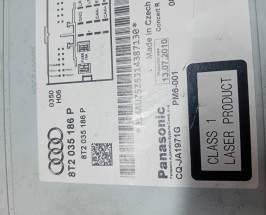 0350
H06
8T2 035 186 P
8T2 035 186 P
Made in Czech
Concert R
13.07.2010
PM6-001
Panasonic
CQ-JA1971G
CLASS 1
LASER PRODUCT